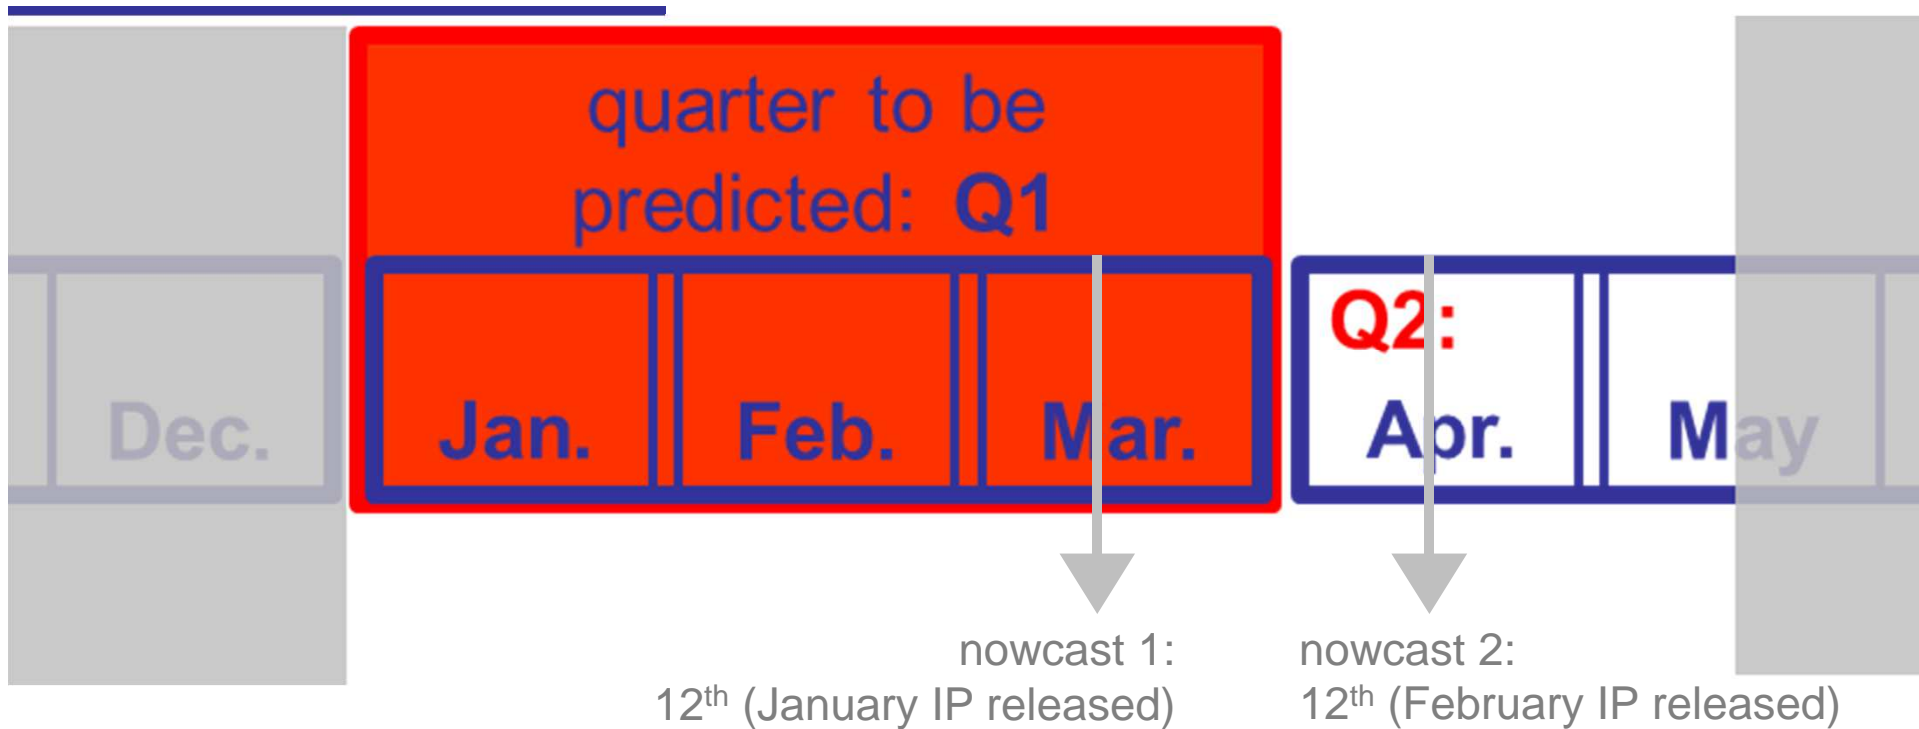 quarter to be
predicted: Q1
Q2:
Dec. Jan. Feb. Mar. Apr. May
nowcast 1:
12th (January IP released)
nowcast 2:
12th (February IP released)